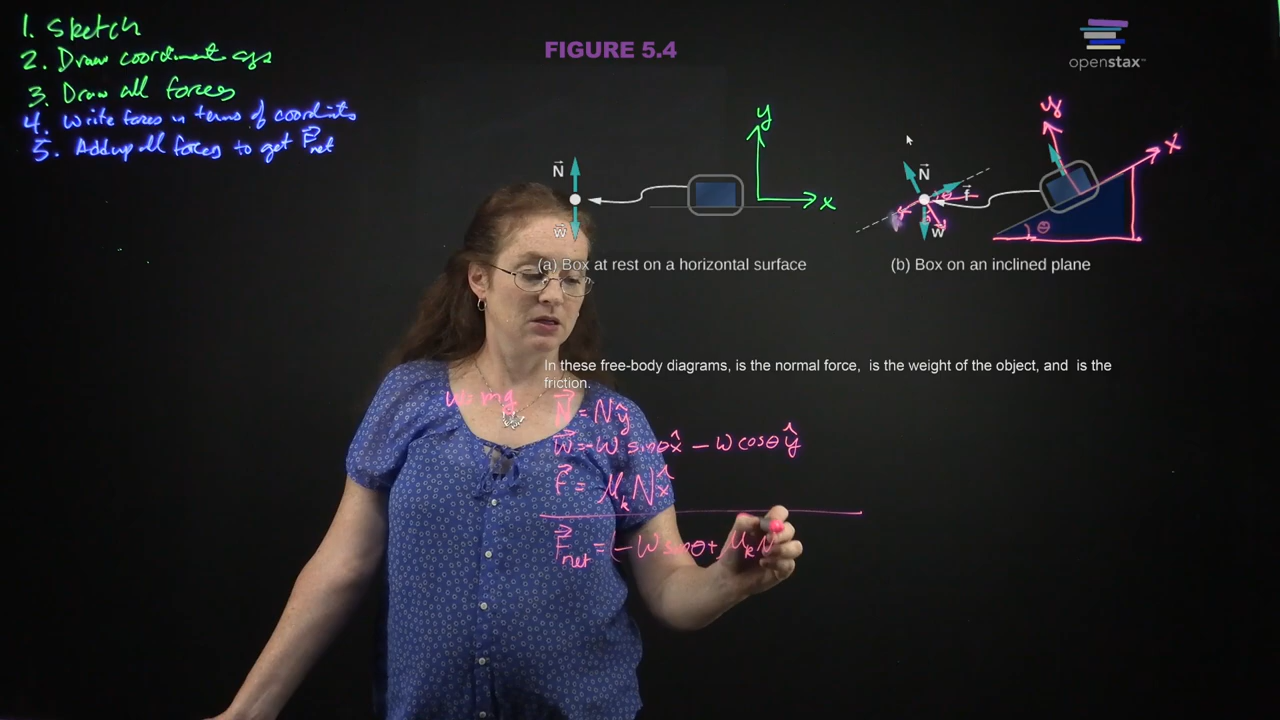 1. Sketch
2. Draw coordinate sys
3. Draw all forces
4. Write forces in terms of coordinates
5. Add up all forces to get F⃗net
FIGURE 5.4
openstax™
y
x
N⃗
w⃗
(a) Box at rest on a horizontal surface
y
x
N⃗
f⃗
w⃗
θ
θ
(b) Box on an inclined plane
In these free-body diagrams, is the normal force, is the weight of the object, and is the
friction.
W = mg
N⃗ = N ŷ
w⃗ = -W sinθ x̂ - W cosθ ŷ
f⃗ = μk N x̂
F⃗net = (-W sinθ + μk N